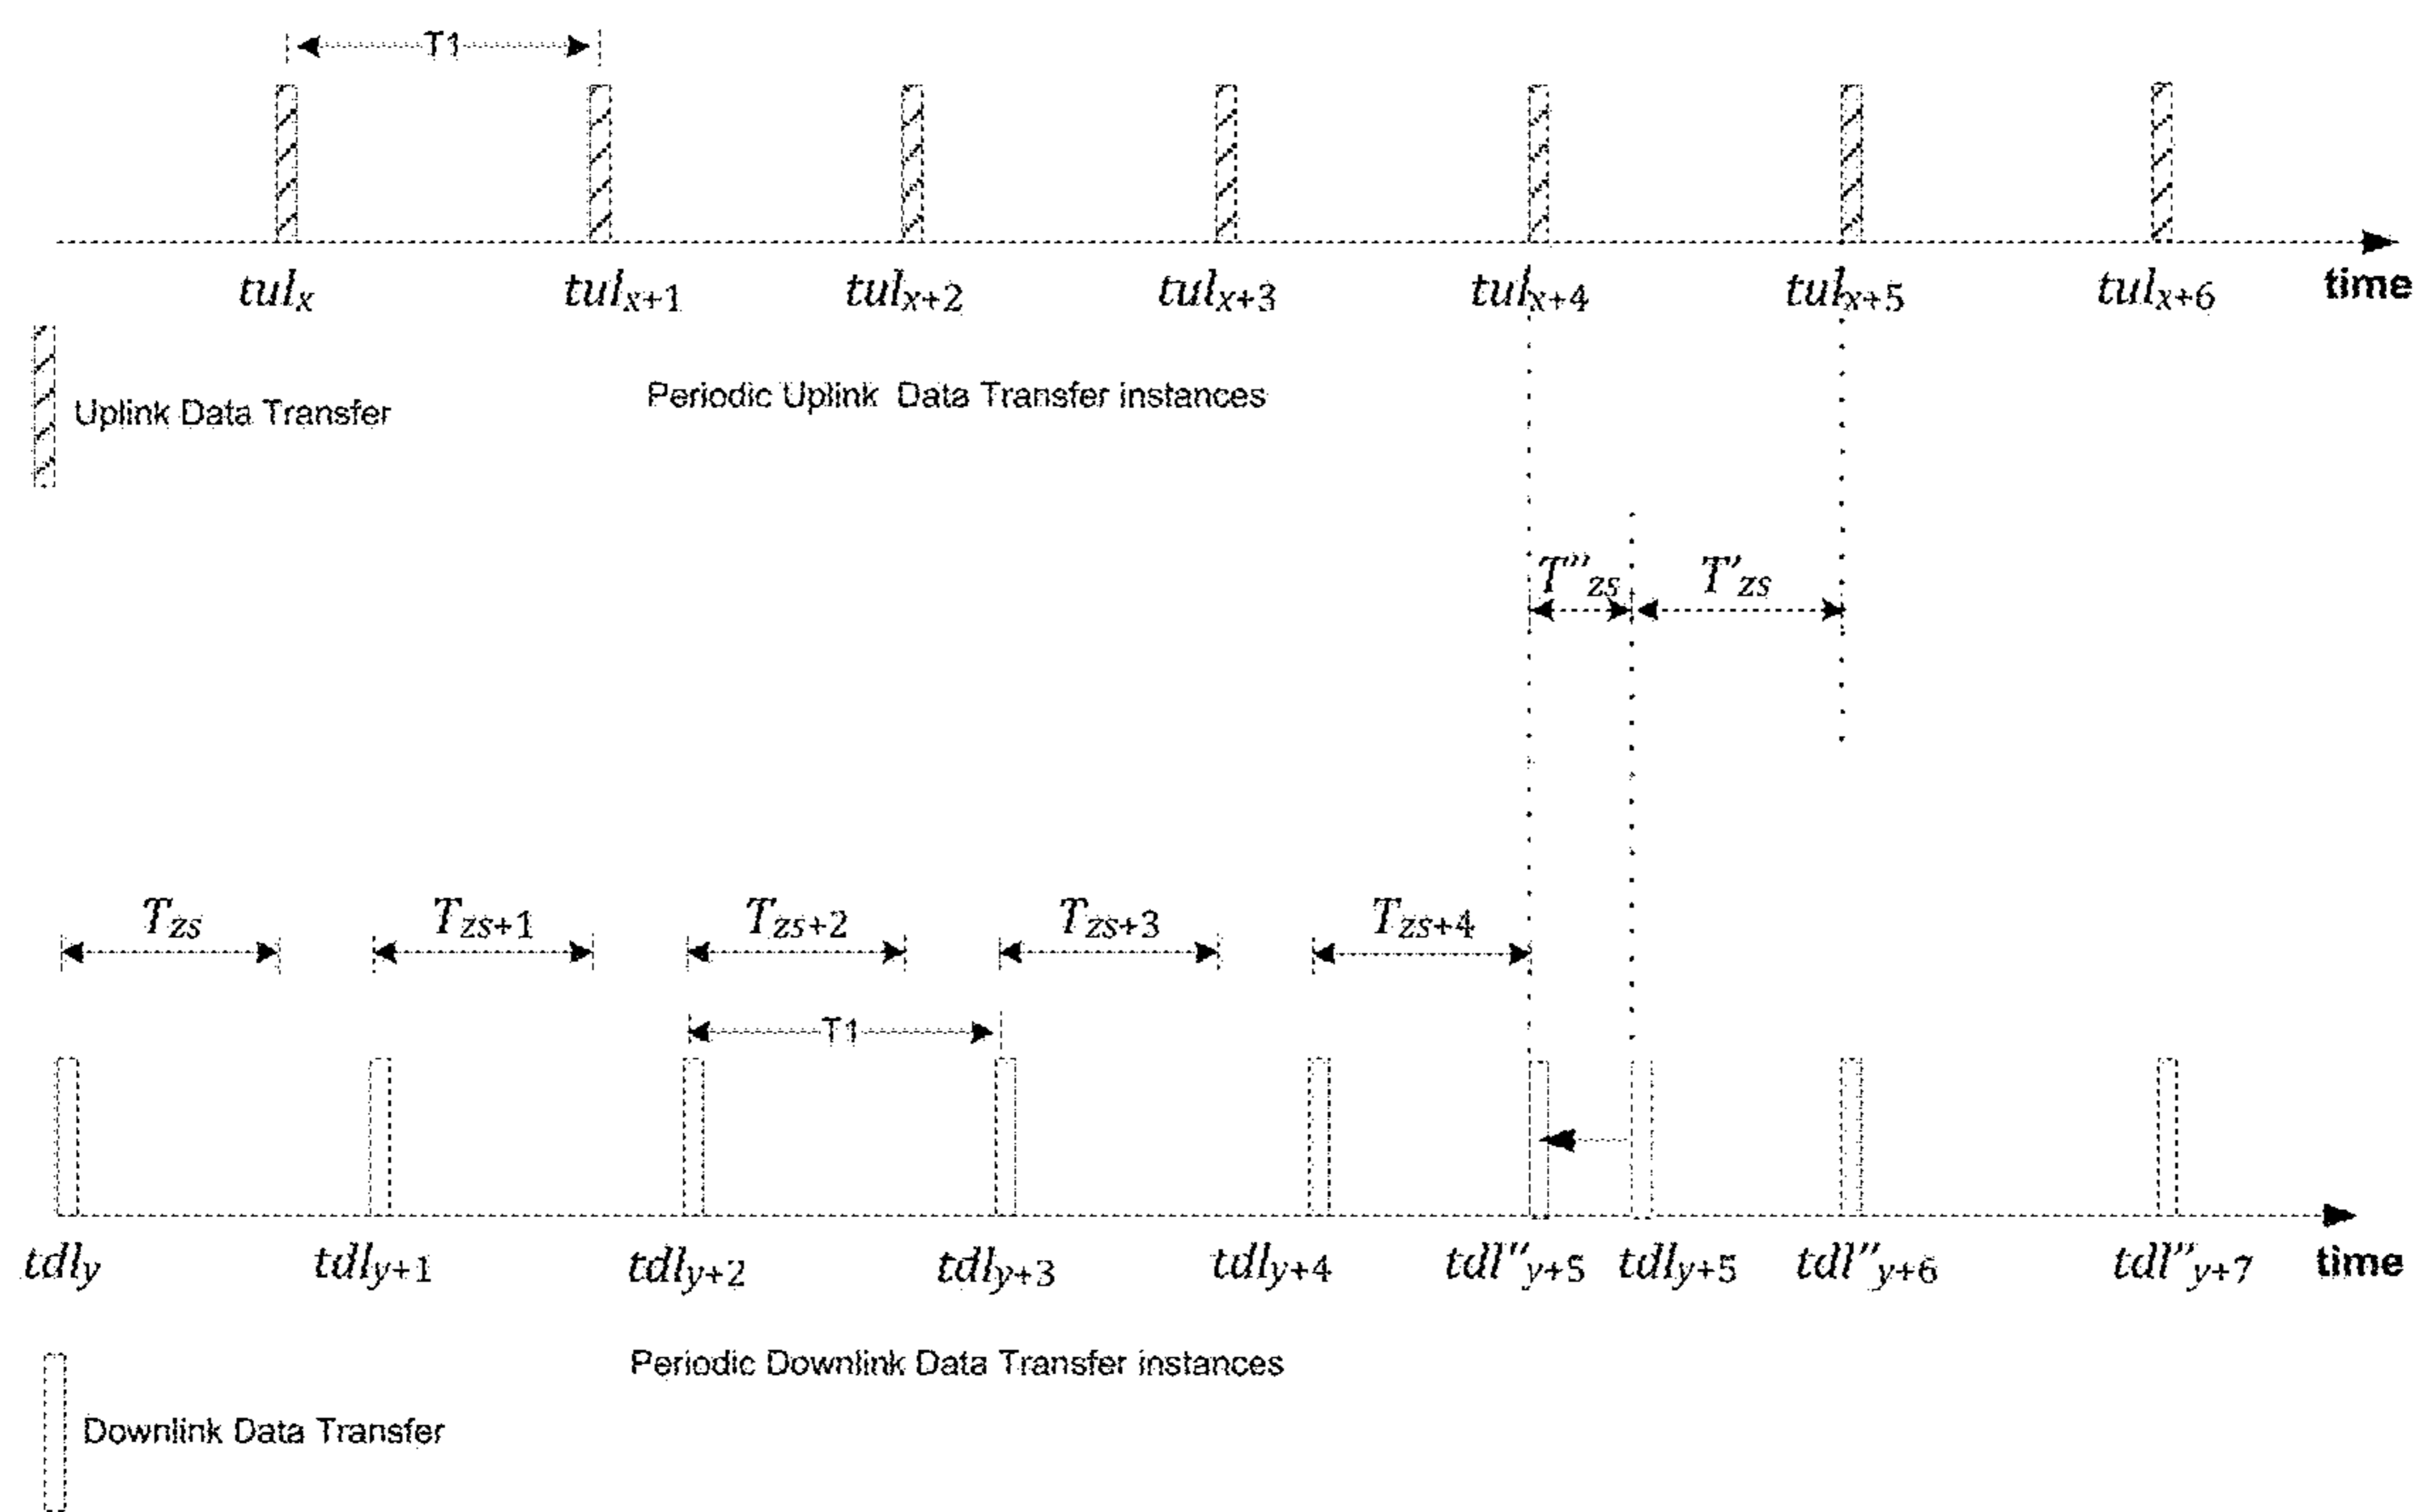 T1
tulx tulx+1 tulx+2 tulx+3 tulx+4 tulx+5 tulx+6 time
Periodic Uplink Data Transfer instances
Uplink Data Transfer
T''zs T'zs
Tzs Tzs+1 Tzs+2 Tzs+3 Tzs+4
T1
tdly tdly+1 tdly+2 tdly+3 tdly+4 tdl''y+5 tdly+5 tdl''y+6 tdl''y+7 time
Periodic Downlink Data Transfer instances
Downlink Data Transfer